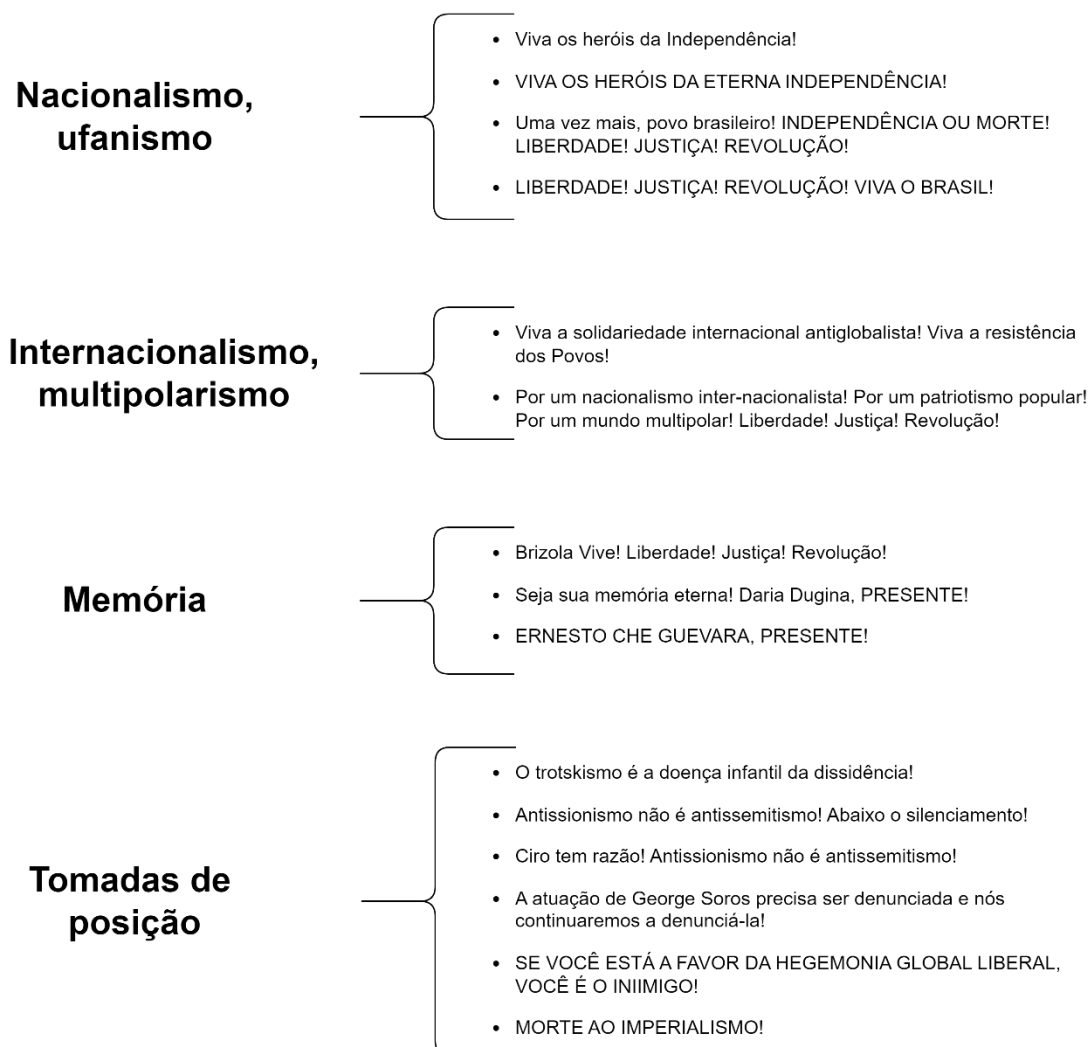 Nacionalismo,
ufanismo
• Viva os heróis da Independência!
• VIVA OS HERÓIS DA ETERNA INDEPENDÊNCIA!
• Uma vez mais, povo brasileiro! INDEPENDÊNCIA OU MORTE!
LIBERDADE! JUSTIÇA! REVOLUÇÃO!
• LIBERDADE! JUSTIÇA! REVOLUÇÃO! VIVA O BRASIL!
Internacionalismo,
multipolarismo
• Viva a solidariedade internacional antiglobalista! Viva a resistência
dos Povos!
• Por um nacionalismo inter-nacionalista! Por um patriotismo popular!
Por um mundo multipolar! Liberdade! Justiça! Revolução!
Memória
• Brizola Vive! Liberdade! Justiça! Revolução!
• Seja sua memória eterna! Daria Dugina, PRESENTE!
• ERNESTO CHE GUEVARA, PRESENTE!
Tomadas de
posição
• O trotskismo é a doença infantil da dissidência!
• Antissionismo não é antissemitismo! Abaixo o silenciamento!
• Ciro tem razão! Antissionismo não é antissemitismo!
• A atuação de George Soros precisa ser denunciada e nós
continuaremos a denunciá-la!
• SE VOCÊ ESTÁ A FAVOR DA HEGEMONIA GLOBAL LIBERAL,
VOCÊ É O INIIMIGO!
• MORTE AO IMPERIALISMO!